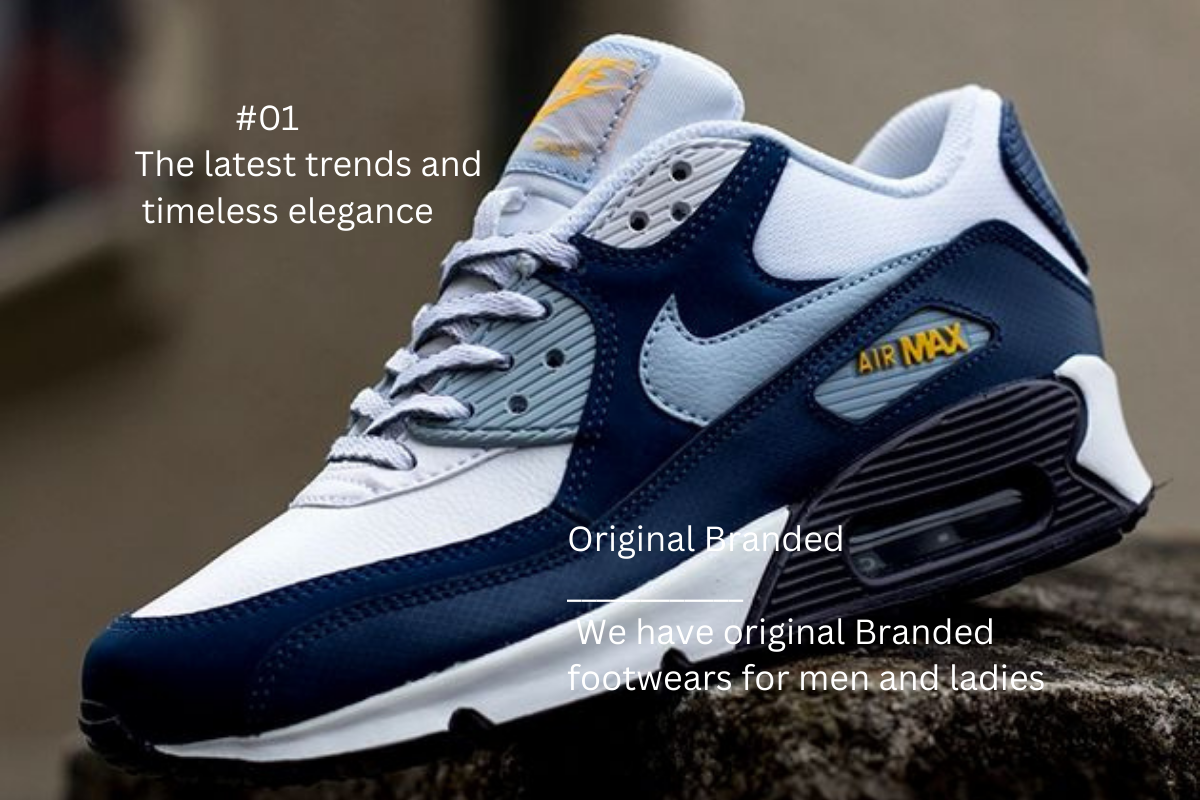 #01
The latest trends and
timeless elegance
AIR MAX
Original Branded
We have original Branded
footwears for men and ladies